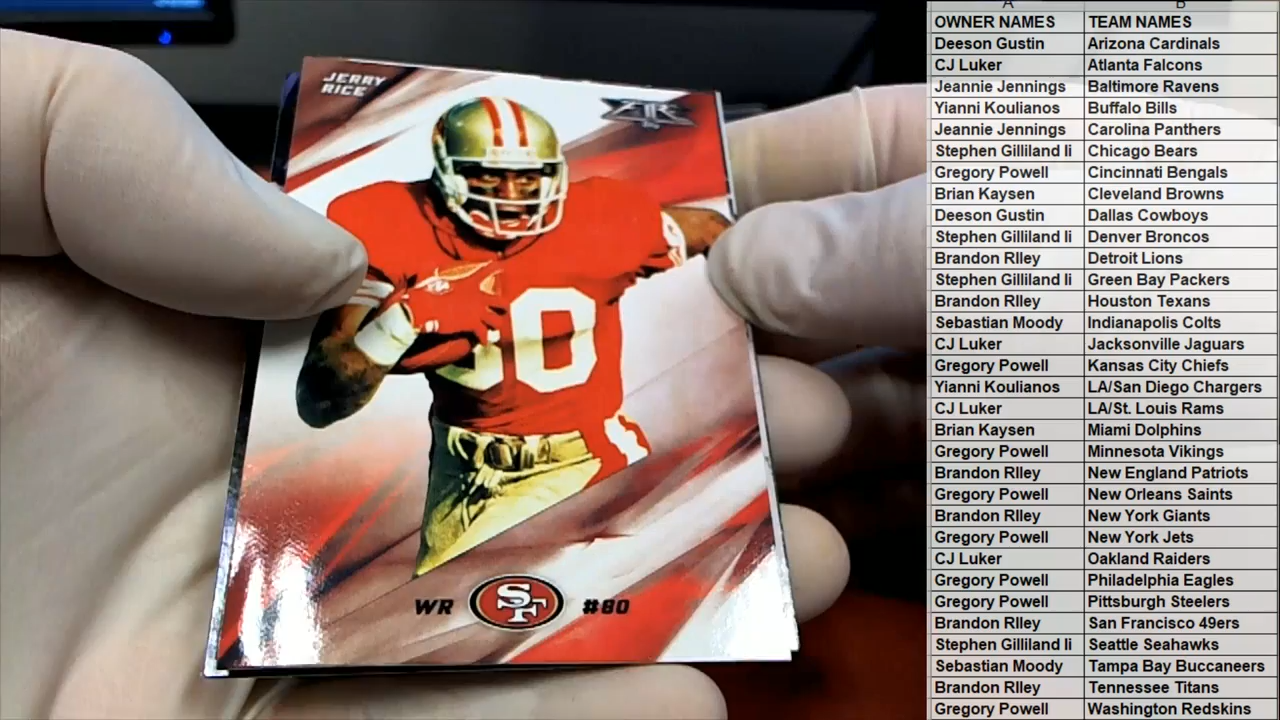 JERRY
RICE
FIRE
80
WR
SF
#80
A B
OWNER NAMES TEAM NAMES
Deeson Gustin Arizona Cardinals
CJ Luker Atlanta Falcons
Jeannie Jennings Baltimore Ravens
Yianni Koulianos Buffalo Bills
Jeannie Jennings Carolina Panthers
Stephen Gilliland Ii Chicago Bears
Gregory Powell Cincinnati Bengals
Brian Kaysen Cleveland Browns
Deeson Gustin Dallas Cowboys
Stephen Gilliland Ii Denver Broncos
Brandon RIley Detroit Lions
Stephen Gilliland Ii Green Bay Packers
Brandon RIley Houston Texans
Sebastian Moody Indianapolis Colts
CJ Luker Jacksonville Jaguars
Gregory Powell Kansas City Chiefs
Yianni Koulianos LA/San Diego Chargers
CJ Luker LA/St. Louis Rams
Brian Kaysen Miami Dolphins
Gregory Powell Minnesota Vikings
Brandon RIley New England Patriots
Gregory Powell New Orleans Saints
Brandon RIley New York Giants
Gregory Powell New York Jets
CJ Luker Oakland Raiders
Gregory Powell Philadelphia Eagles
Gregory Powell Pittsburgh Steelers
Brandon RIley San Francisco 49ers
Stephen Gilliland Ii Seattle Seahawks
Sebastian Moody Tampa Bay Buccaneers
Brandon RIley Tennessee Titans
Gregory Powell Washington Redskins